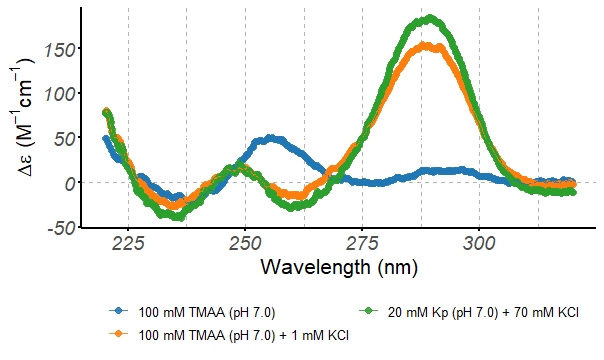 Δε (M⁻¹cm⁻¹)
150
100
50
0
-50
225 250 275 300
Wavelength (nm)
100 mM TMAA (pH 7.0) 20 mM Kp (pH 7.0) + 70 mM KCl
100 mM TMAA (pH 7.0) + 1 mM KCl